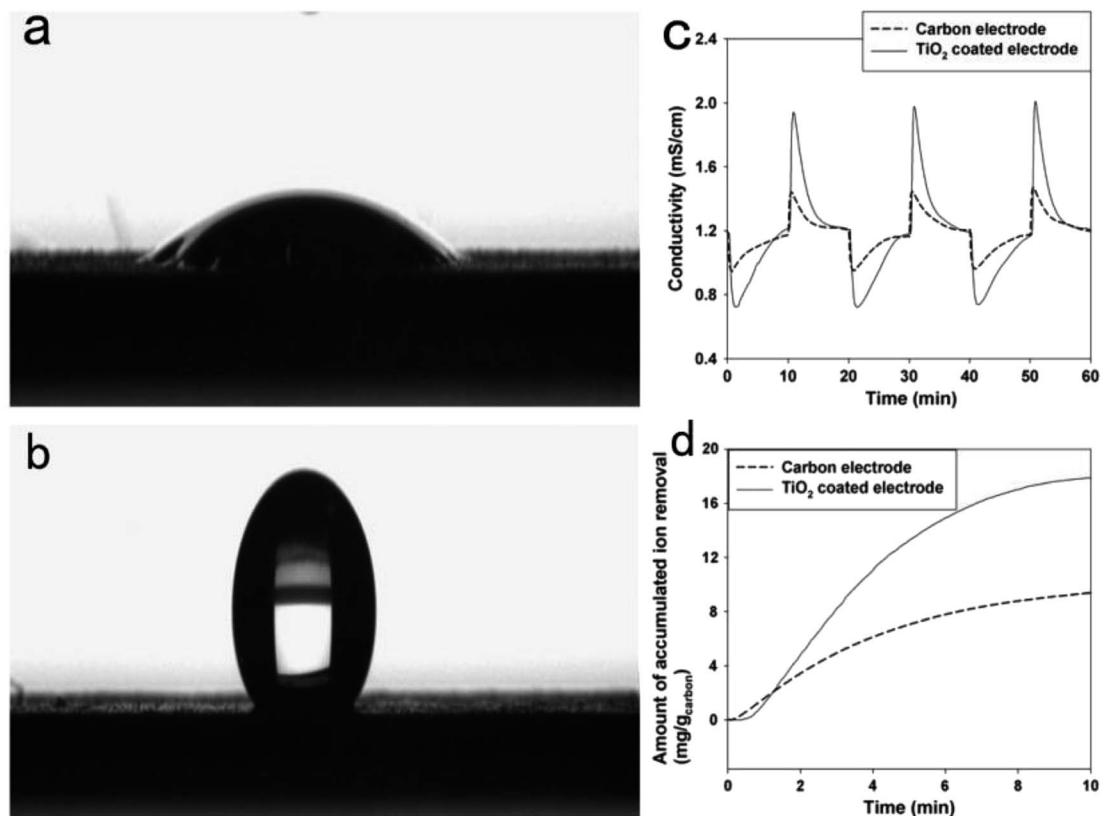 a
b
c
Carbon electrode
TiO2 coated electrode
Conductivity (mS/cm)
2.4
2.0
1.6
1.2
0.8
0.4
0 10 20 30 40 50 60
Time (min)
d
Carbon electrode
TiO2 coated electrode
Amount of accumulated ion removal
(mg/gcarbon)
20
16
12
8
4
0
0 2 4 6 8 10
Time (min)